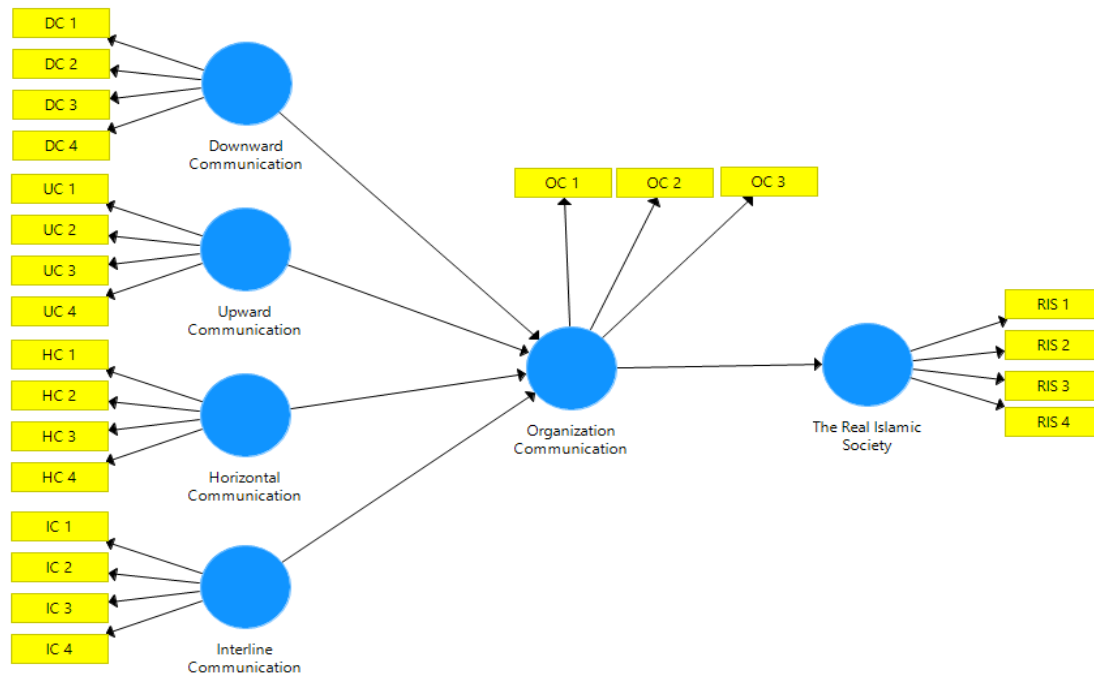 DC 1
DC 2
DC 3
DC 4
Downward
Communication
UC 1
UC 2
UC 3
UC 4
Upward
Communication
HC 1
HC 2
HC 3
HC 4
Horizontal
Communication
IC 1
IC 2
IC 3
IC 4
Interline
Communication
OC 1
OC 2
OC 3
Organization
Communication
The Real Islamic
Society
RIS 1
RIS 2
RIS 3
RIS 4